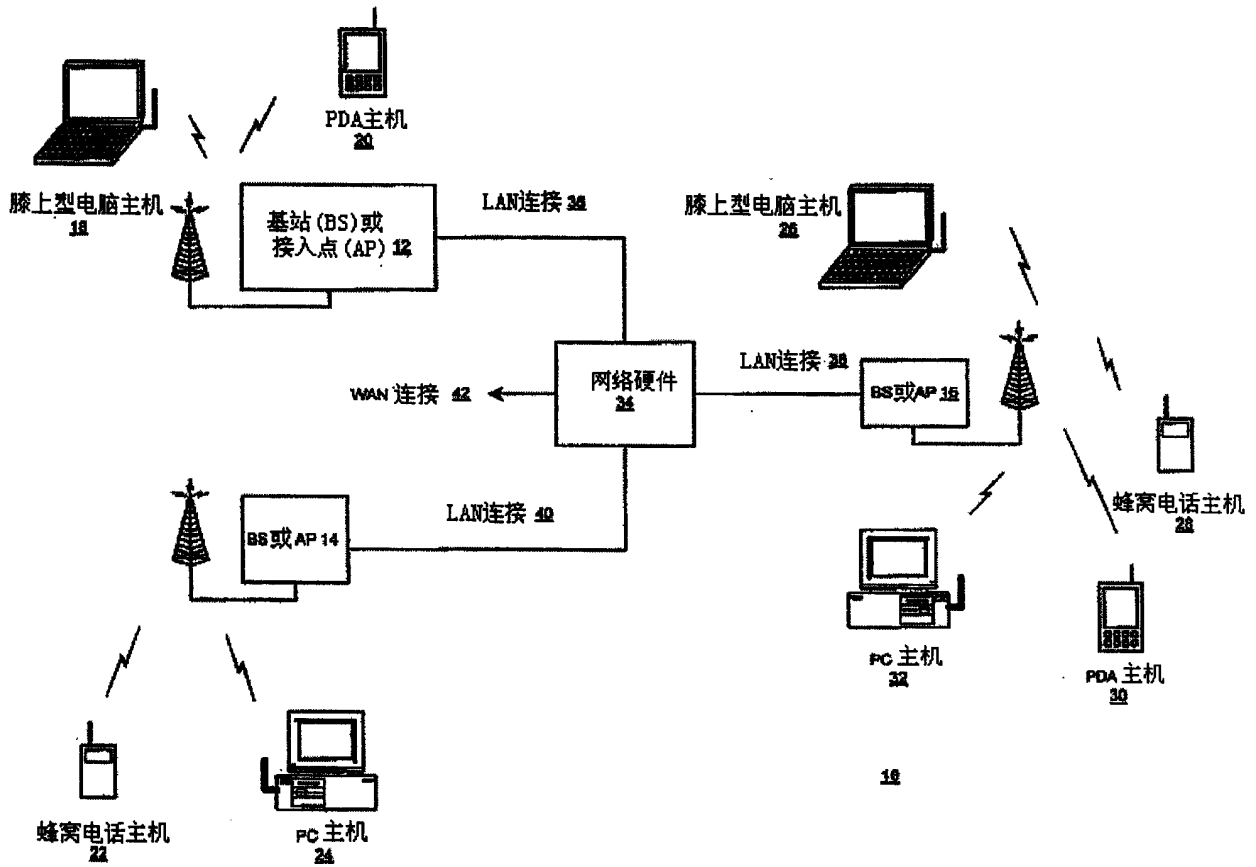 PDA主机
20
膝上型电脑主机
18
基站(BS)或
接入点(AP) 12
LAN连接 36
膝上型电脑主机
26
网络硬件
34
LAN连接 38
WAN 连接 42
BS或AP 16
蜂窝电话主机
28
BS或AP 14
LAN连接 40
PC 主机
32
PDA 主机
30
蜂窝电话主机
22
PC 主机
24